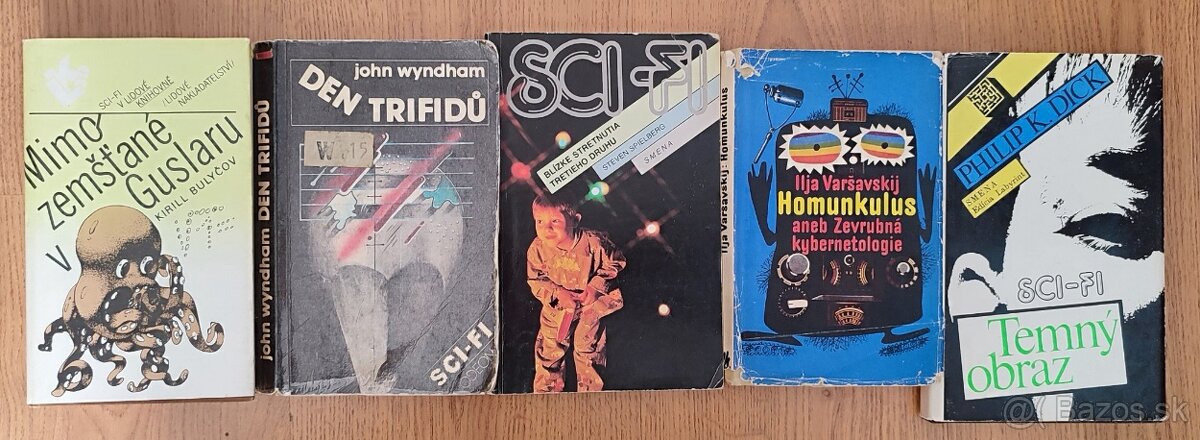 SCI-FI
V LIDOVÉ
KNIHOVNĚ
/LIDOVÉ
NAKLADATELSTVÍ/
Mimo
zemšťané
v Guslaru
KIRILL BULYČOV
john wyndham DEN TRIFIDŮ
john wyndham
DEN
TRIFIDŮ
W 15
SCI-FI
ODEON
SCI-FI
BLÍZKE STRETNUTIA
TRETIEHO DRUHU
STEVEN SPIELBERG
SMENA
Ilja Varšavskij: Homunkulus
Ilja Varšavskij
Homunkulus
aneb Zevrubná
kybernetologie
PHILIP K. DICK
SMENA
Edícia Labyrint
SCI-FI
Temný
obraz
Bazos.sk